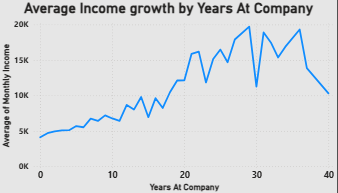 Average Income growth by Years At Company
Average of Monthly Income
20K
15K
10K
5K
0K
0 10 20 30 40
Years At Company